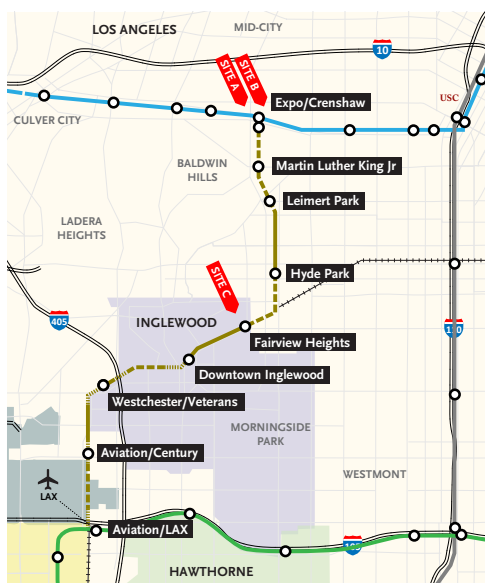 LOS ANGELES
MID-CITY
10
SITE A
SITE B
Expo/Crenshaw
USC
CULVER CITY
BALDWIN
HILLS
Martin Luther King Jr
Leimert Park
LADERA
HEIGHTS
Hyde Park
SITE C
405
INGLEWOOD
110
Fairview Heights
Downtown Inglewood
Westchester/Veterans
MORNINGSIDE
PARK
Aviation/Century
WESTMONT
LAX
Aviation/LAX
105
HAWTHORNE